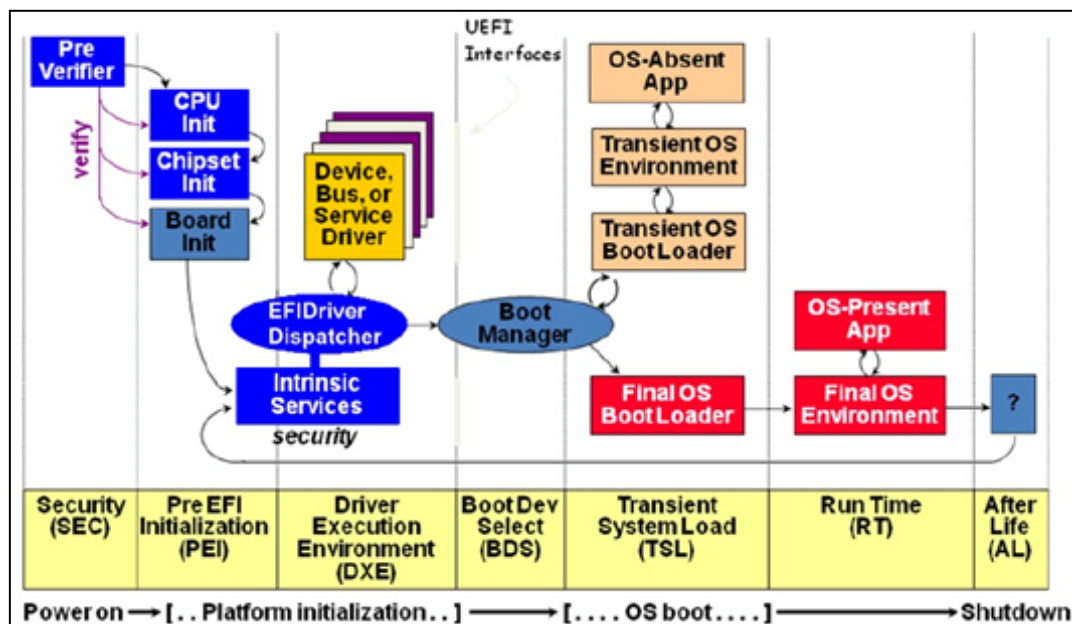 UEFI
Interfaces
Pre
Verifier
verify
CPU
Init
Chipset
Init
Board
Init
Device,
Bus, or
Service
Driver
EFIDriver
Dispatcher
Intrinsic
Services
security
Boot
Manager
OS-Absent
App
Transient OS
Environment
Transient OS
Boot Loader
Final OS
Boot Loader
OS-Present
App
Final OS
Environment
?
Security
(SEC)
Pre EFI
Initialization
(PEI)
Driver
Execution
Environment
(DXE)
Boot Dev
Select
(BDS)
Transient
System Load
(TSL)
Run Time
(RT)
After
Life
(AL)
Power on [ . . Platform initialization . . ] [ . . . . OS boot . . . . ] Shutdown